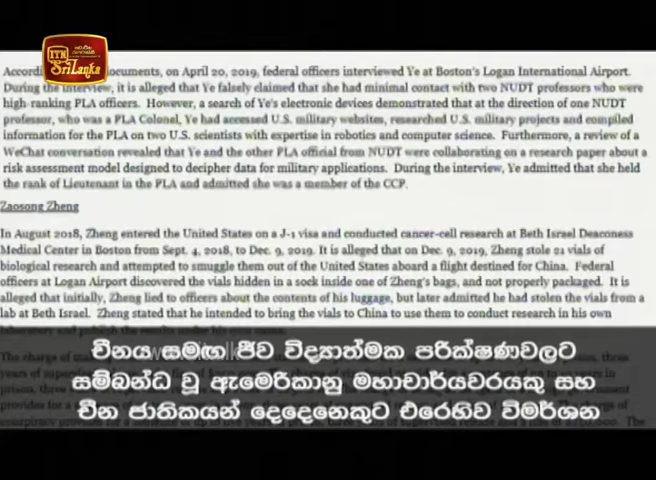 ITN
SriLanka
Accordi ocuments, on April 20, 2019, federal officers interviewed Ye at Boston's Logan International Airport.
During the interview, it is alleged that Ye falsely claimed that she had minimal contact with two NUDT professors who were
high-ranking PLA officers. However, a search of Ye's electronic devices demonstrated that at the direction of one NUDT
professor, who was a PLA Colonel, Ye had accessed U.S. military websites, researched U.S. military projects and compiled
information for the PLA on two U.S. scientists with expertise in robotics and computer science. Furthermore, a review of a
WeChat conversation revealed that Ye and the other PLA official from NUDT were collaborating on a research paper about a
risk assessment model designed to decipher data for military applications. During the interview, Ye admitted that she held
the rank of Lieutenant in the PLA and admitted she was a member of the CCP.
Zaosong Zheng
In August 2018, Zheng entered the United States on a J-1 visa and conducted cancer-cell research at Beth Israel Deaconess
Medical Center in Boston from Sept. 4, 2018, to Dec. 9, 2019. It is alleged that on Dec. 9, 2019, Zheng stole 21 vials of
biological research and attempted to smuggle them out of the United States aboard a flight destined for China. Federal
officers at Logan Airport discovered the vials hidden in a sock inside one of Zheng's bags, and not properly packaged. It is
alleged that initially, Zheng lied to officers about the contents of his luggage, but later admitted he had stolen the vials from a
lab at Beth Israel. Zheng stated that he intended to bring the vials to China to use them to conduct research in his own
laboratory and publish the results under his own name.
චීනය සමඟ ජීව විද්‍යාත්මක පරික්ෂණවලට
සම්බන්ධ වූ ඇමෙරිකානු මහාචාර්යවරයකු සහ
චීන ජාතිකයන් දෙදෙනෙකුට එරෙහිව විමර්ශන